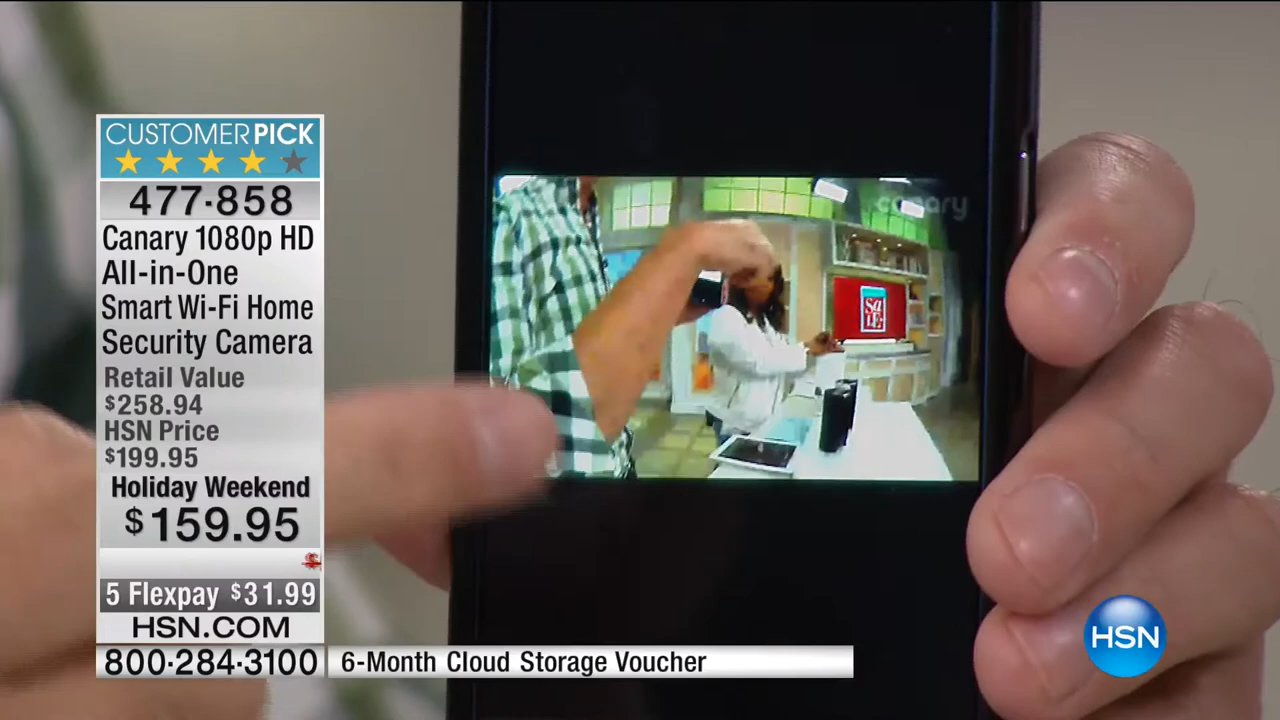 CUSTOMERPICK
477-858
Canary 1080p HD
All-in-One
Smart Wi-Fi Home
Security Camera
Retail Value
$258.94
HSN Price
$199.95
Holiday Weekend
$159.95
5 Flexpay $31.99
HSN.COM
800-284-3100
6-Month Cloud Storage Voucher
canary
SaLE
HSN